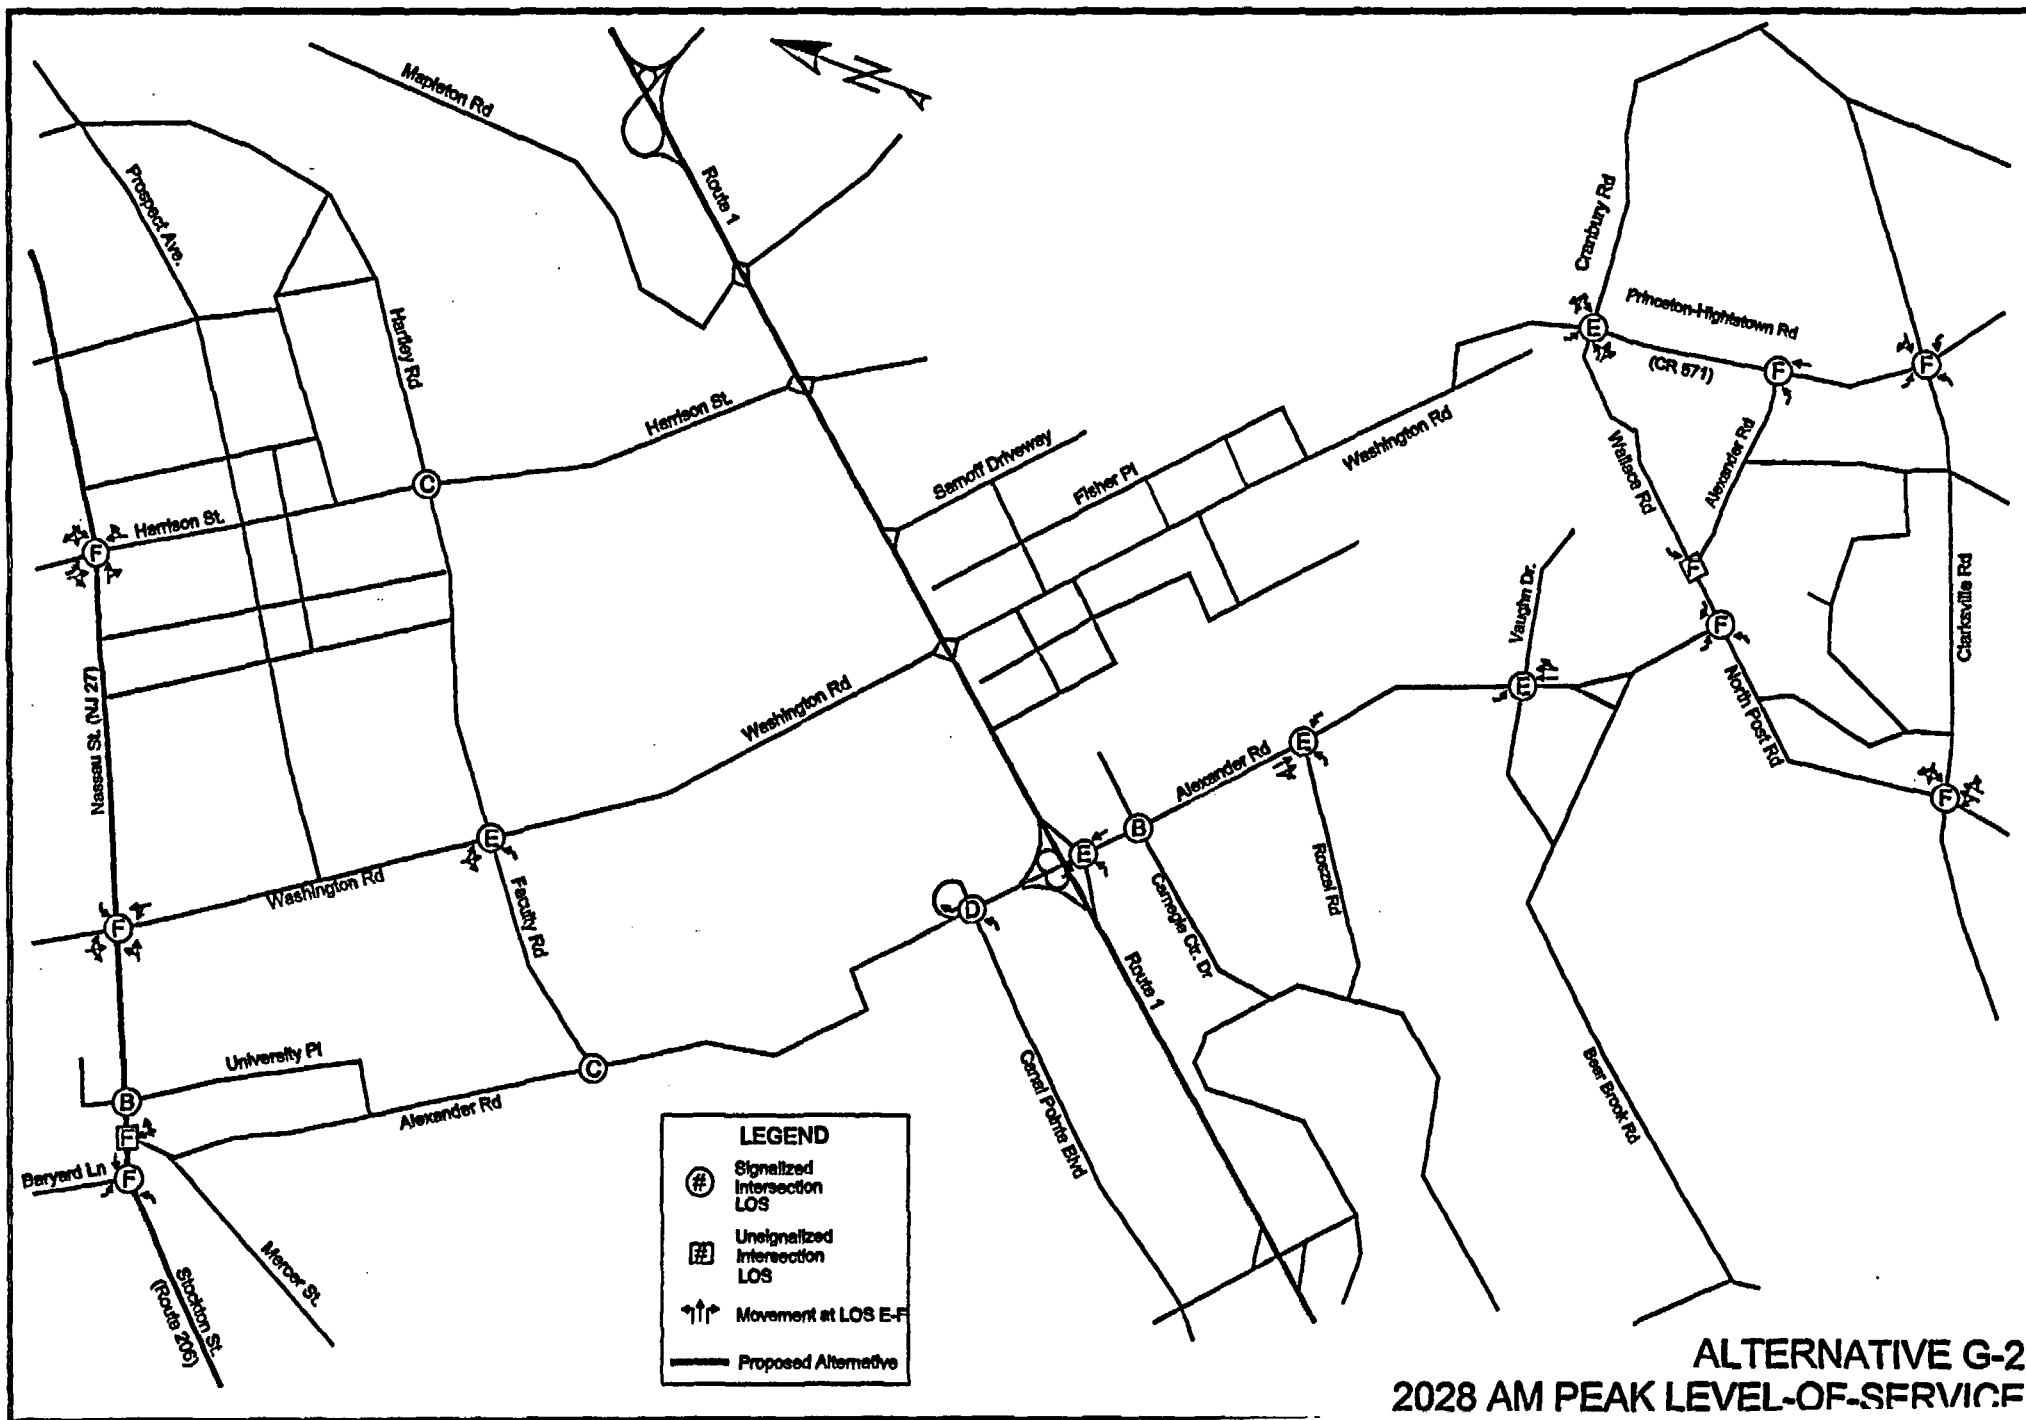 Mapleton Rd
N
Prospect Ave.
Route 1
Cranbury Rd
Hartley Rd
Princeton-Hightstown Rd
(CR 571)
E
F
F
Harrison St.
Washington Rd
Wallace Rd
Alexander Rd
Sarnoff Driveway
Fisher Pl
C
Harrison St.
F
Vaughn Dr.
F
Clarksville Rd
E
Nassau St. (NJ 27)
Washington Rd
North Post Rd
E
Alexander Rd
F
E
B
E
Roszel Rd
Washington Rd
Faculty Rd
F
D
Carnegie Ctr. Dr
Route 1
University Pl
C
Canal Pointe Blvd
Bear Brook Rd
B
Alexander Rd
F
Baryard Ln
F
Mercer St.
Stockton St.
(Route 206)
LEGEND
#
Signalized
Intersection
LOS
#
Unsignalized
Intersection
LOS
Movement at LOS E-F
Proposed Alternative
ALTERNATIVE G-2
2028 AM PEAK LEVEL-OF-SERVICE